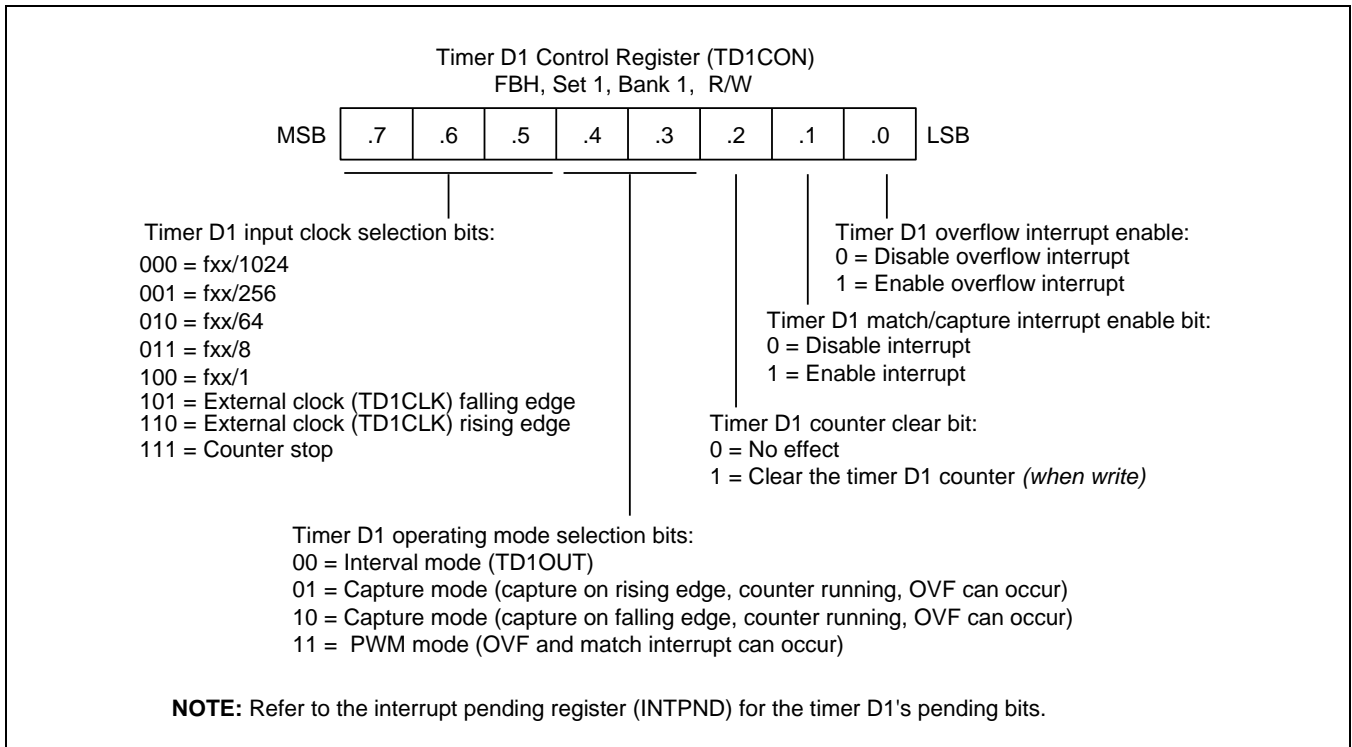 Timer D1 Control Register (TD1CON)
FBH, Set 1, Bank 1, R/W
MSB .7 .6 .5 .4 .3 .2 .1 .0 LSB
Timer D1 input clock selection bits:
000 = fxx/1024
001 = fxx/256
010 = fxx/64
011 = fxx/8
100 = fxx/1
101 = External clock (TD1CLK) falling edge
110 = External clock (TD1CLK) rising edge
111 = Counter stop
Timer D1 overflow interrupt enable:
0 = Disable overflow interrupt
1 = Enable overflow interrupt
Timer D1 match/capture interrupt enable bit:
0 = Disable interrupt
1 = Enable interrupt
Timer D1 counter clear bit:
0 = No effect
1 = Clear the timer D1 counter (when write)
Timer D1 operating mode selection bits:
00 = Interval mode (TD1OUT)
01 = Capture mode (capture on rising edge, counter running, OVF can occur)
10 = Capture mode (capture on falling edge, counter running, OVF can occur)
11 = PWM mode (OVF and match interrupt can occur)
NOTE: Refer to the interrupt pending register (INTPND) for the timer D1's pending bits.